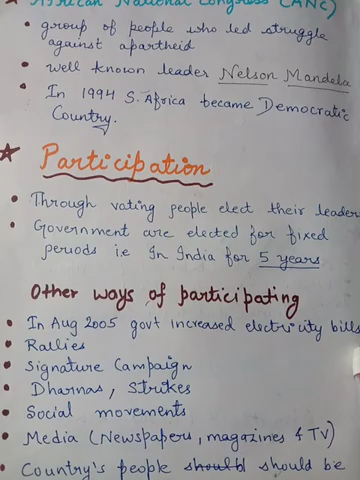 African National Congress (ANC)
group of people who led struggle
against apartheid
well known leader Nelson Mandela
In 1994 S. Africa became Democratic
Country.
Participation
Through voting people elect their leader
Government are elected for fixed
periods i.e In India for 5 years
Other ways of participating
In Aug 2005 govt increased electricity bills
Rallies
Signature Campaign
Dharnas, Strikes
Social movements
Media (Newspapers, magazines & TV)
Country's people should should be